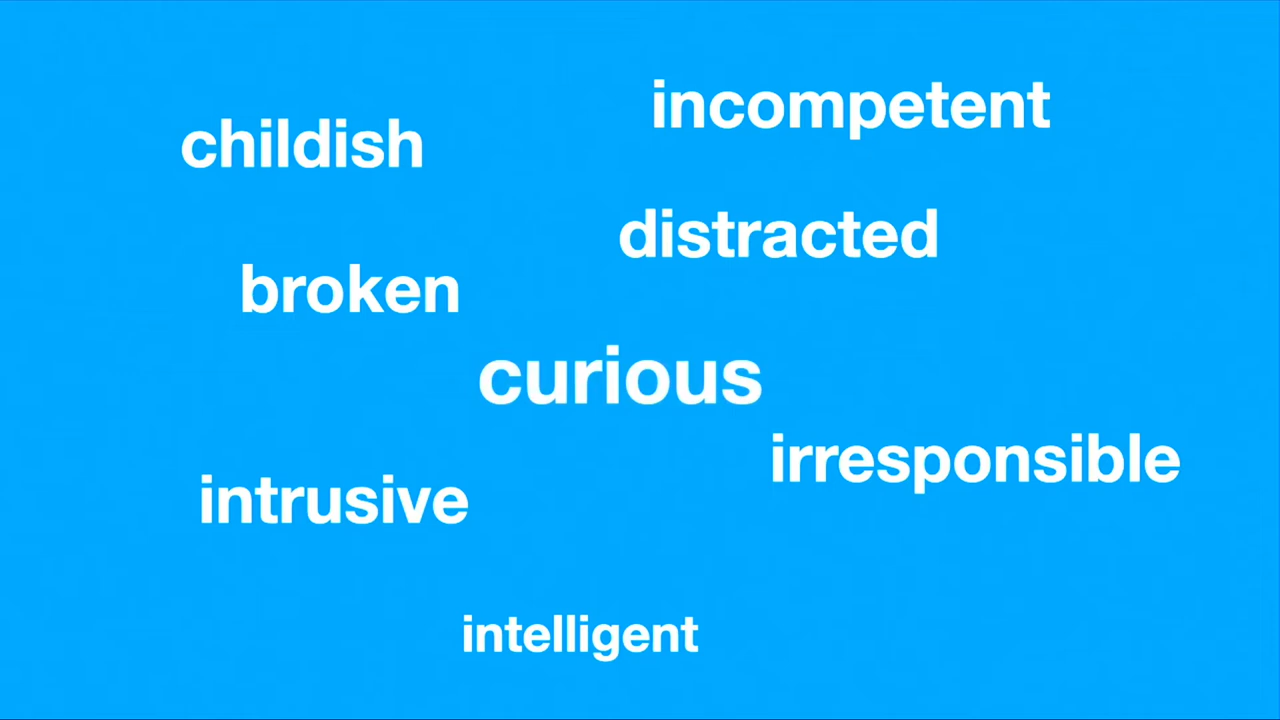 incompetent
childish
distracted
broken
curious
irresponsible
intrusive
intelligent